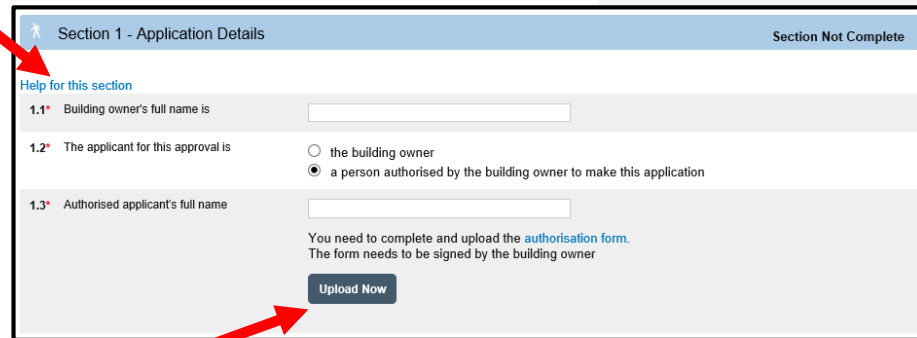 Section 1 - Application Details
Section Not Complete
Help for this section
1.1* Building owner's full name is
1.2* The applicant for this approval is
the building owner
a person authorised by the building owner to make this application
1.3* Authorised applicant's full name
You need to complete and upload the authorisation form.
The form needs to be signed by the building owner
Upload Now